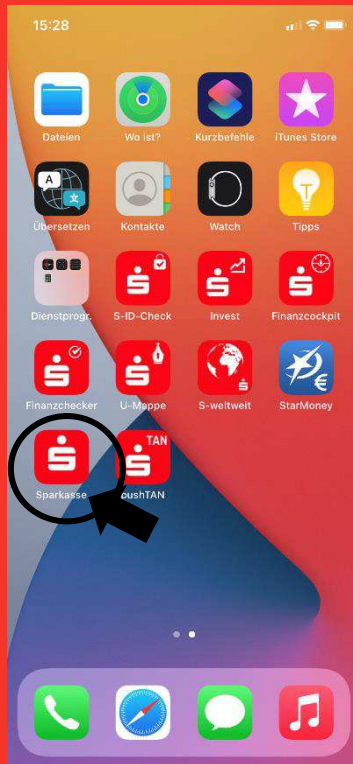 15:28
Dateien Wo ist? Kurzbefehle iTunes Store
A 文
Übersetzen Kontakte Watch Tipps
Dienstprogr. S-ID-Check Invest Finanzcockpit
Finanzchecker U-Mappe S-weltweit StarMoney
TAN
Sparkasse pushTAN